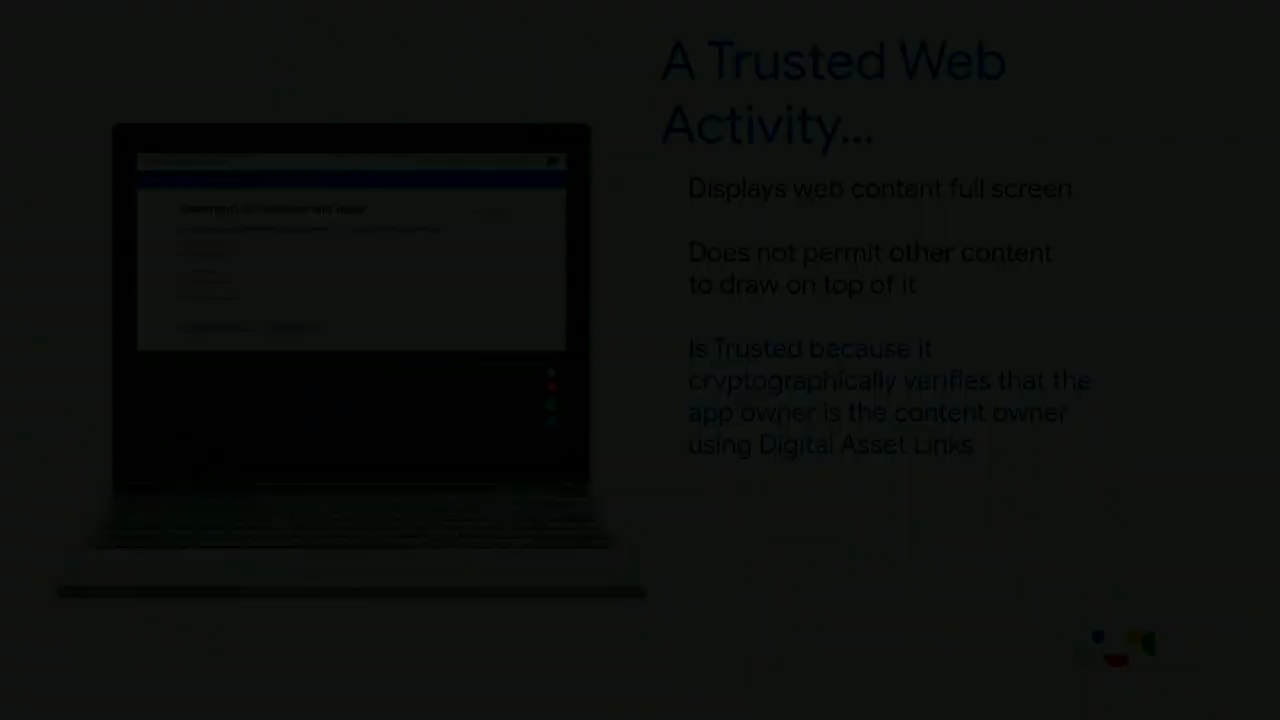 A Trusted Web
Activity...
Displays web content full screen
Does not permit other content
to draw on top of it
Is Trusted because it
cryptographically verifies that the
app owner is the content owner
using Digital Asset Links